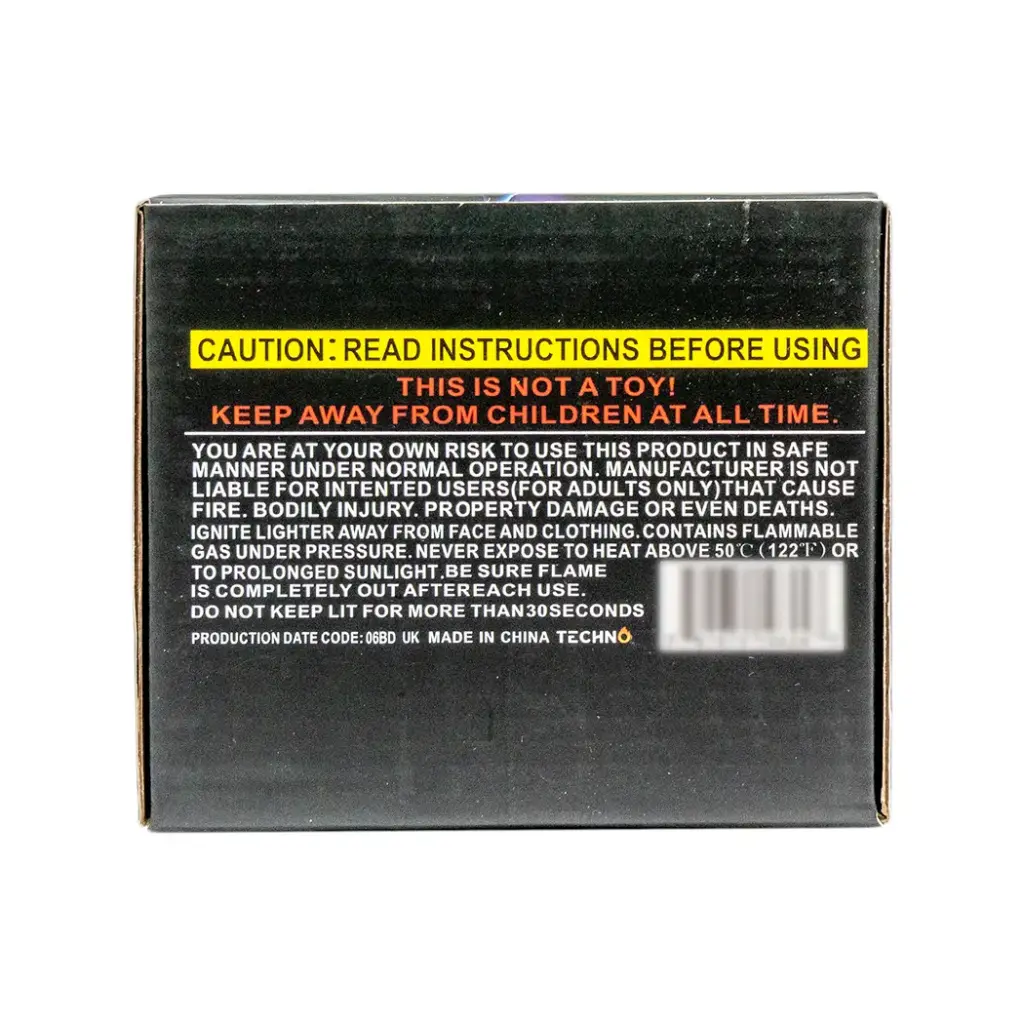 CAUTION: READ INSTRUCTIONS BEFORE USING
THIS IS NOT A TOY!
KEEP AWAY FROM CHILDREN AT ALL TIME.
YOU ARE AT YOUR OWN RISK TO USE THIS PRODUCT IN SAFE
MANNER UNDER NORMAL OPERATION. MANUFACTURER IS NOT
LIABLE FOR INTENTED USERS(FOR ADULTS ONLY)THAT CAUSE
FIRE. BODILY INJURY. PROPERTY DAMAGE OR EVEN DEATHS.
IGNITE LIGHTER AWAY FROM FACE AND CLOTHING.CONTAINS FLAMMABLE
GAS UNDER PRESSURE. NEVER EXPOSE TO HEAT ABOVE 50℃(122℉) OR
TO PROLONGED SUNLIGHT.BE SURE FLAME
IS COMPLETELY OUT AFTEREACH USE.
DO NOT KEEP LIT FOR MORE THAN30SECONDS
PRODUCTION DATE CODE: 06BD UK MADE IN CHINA TECHNO